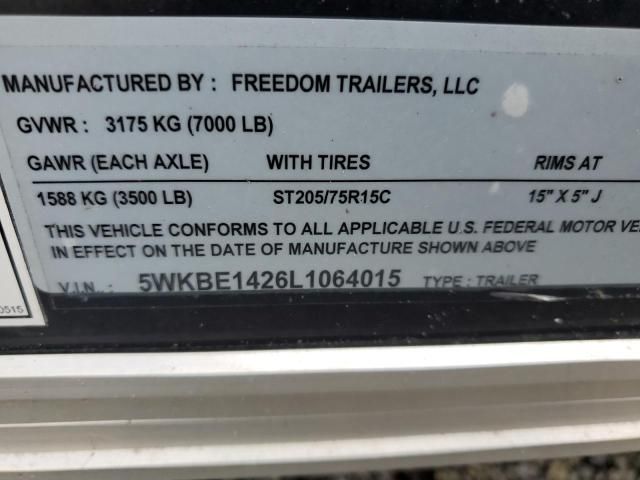 MANUFACTURED BY : FREEDOM TRAILERS, LLC
GVWR : 3175 KG (7000 LB)
GAWR (EACH AXLE) WITH TIRES RIMS AT
1588 KG (3500 LB) ST205/75R15C 15" X 5" J
THIS VEHICLE CONFORMS TO ALL APPLICABLE U.S. FEDERAL MOTOR VE
IN EFFECT ON THE DATE OF MANUFACTURE SHOWN ABOVE
V.I.N. : 5WKBE1426L1064015 TYPE : TRAILER
0515